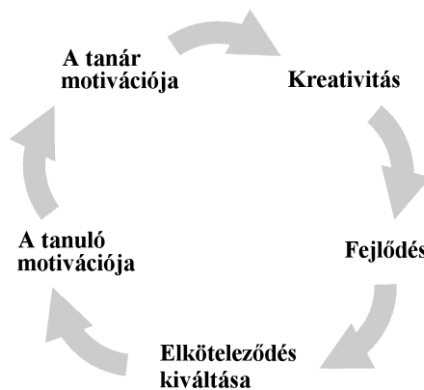 A tanár
motivációja
Kreativitás
Fejlődés
Elköteleződés
kiváltása
A tanuló
motivációja